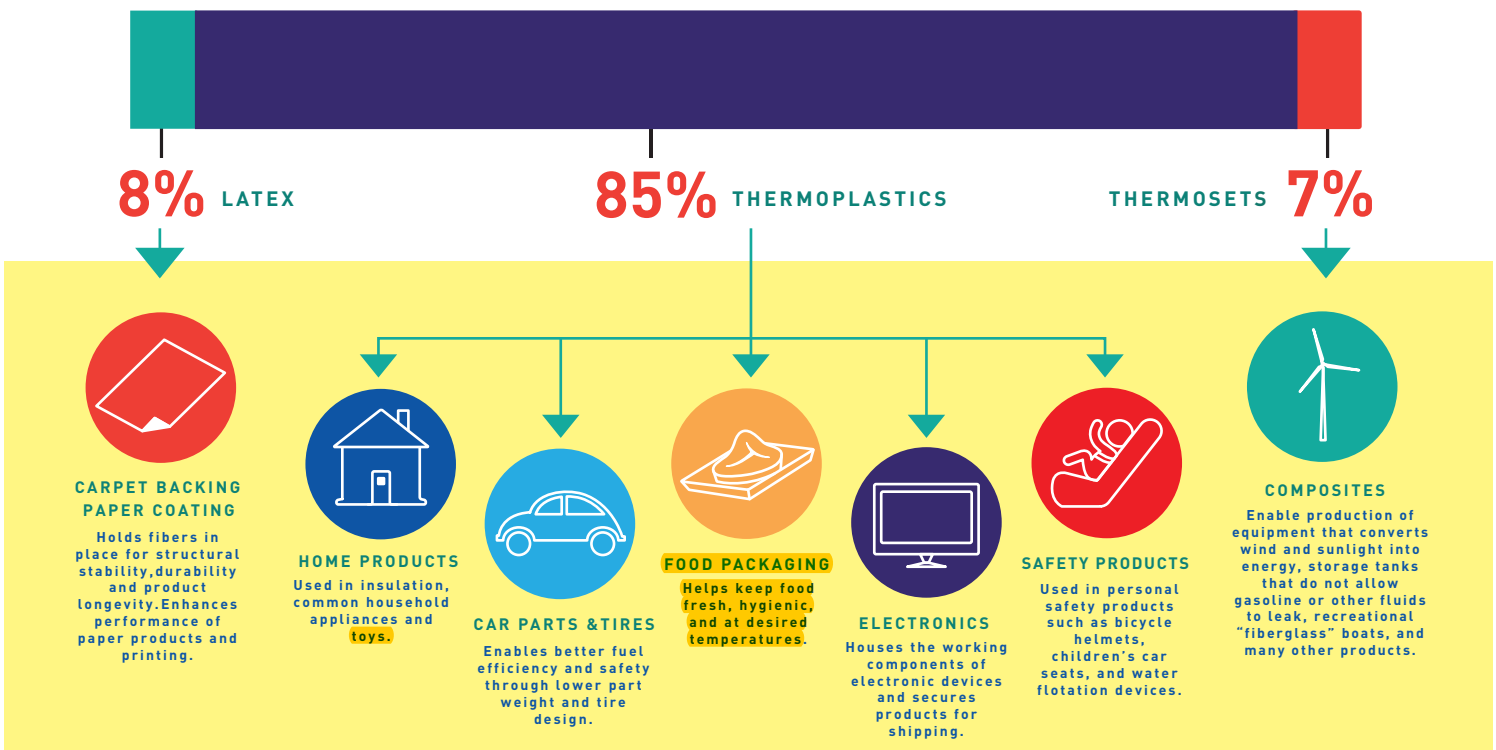 8% LATEX
85% THERMOPLASTICS
THERMOSETS 7%
CARPET BACKING
PAPER COATING
Holds fibers in
place for structural
stability,durability
and product
longevity.Enhances
performance of
paper products and
printing.
HOME PRODUCTS
Used in insulation,
common household
appliances and
toys.
CAR PARTS &TIRES
Enables better fuel
efficiency and safety
through lower part
weight and tire
design.
FOOD PACKAGING
Helps keep food
fresh, hygienic,
and at desired
temperatures.
ELECTRONICS
Houses the working
components of
electronic devices
and secures
products for
shipping.
SAFETY PRODUCTS
Used in personal
safety products
such as bicycle
helmets,
children's car
seats, and water
flotation devices.
COMPOSITES
Enable production of
equipment that converts
wind and sunlight into
energy, storage tanks
that do not allow
gasoline or other fluids
to leak, recreational
“fiberglass” boats, and
many other products.